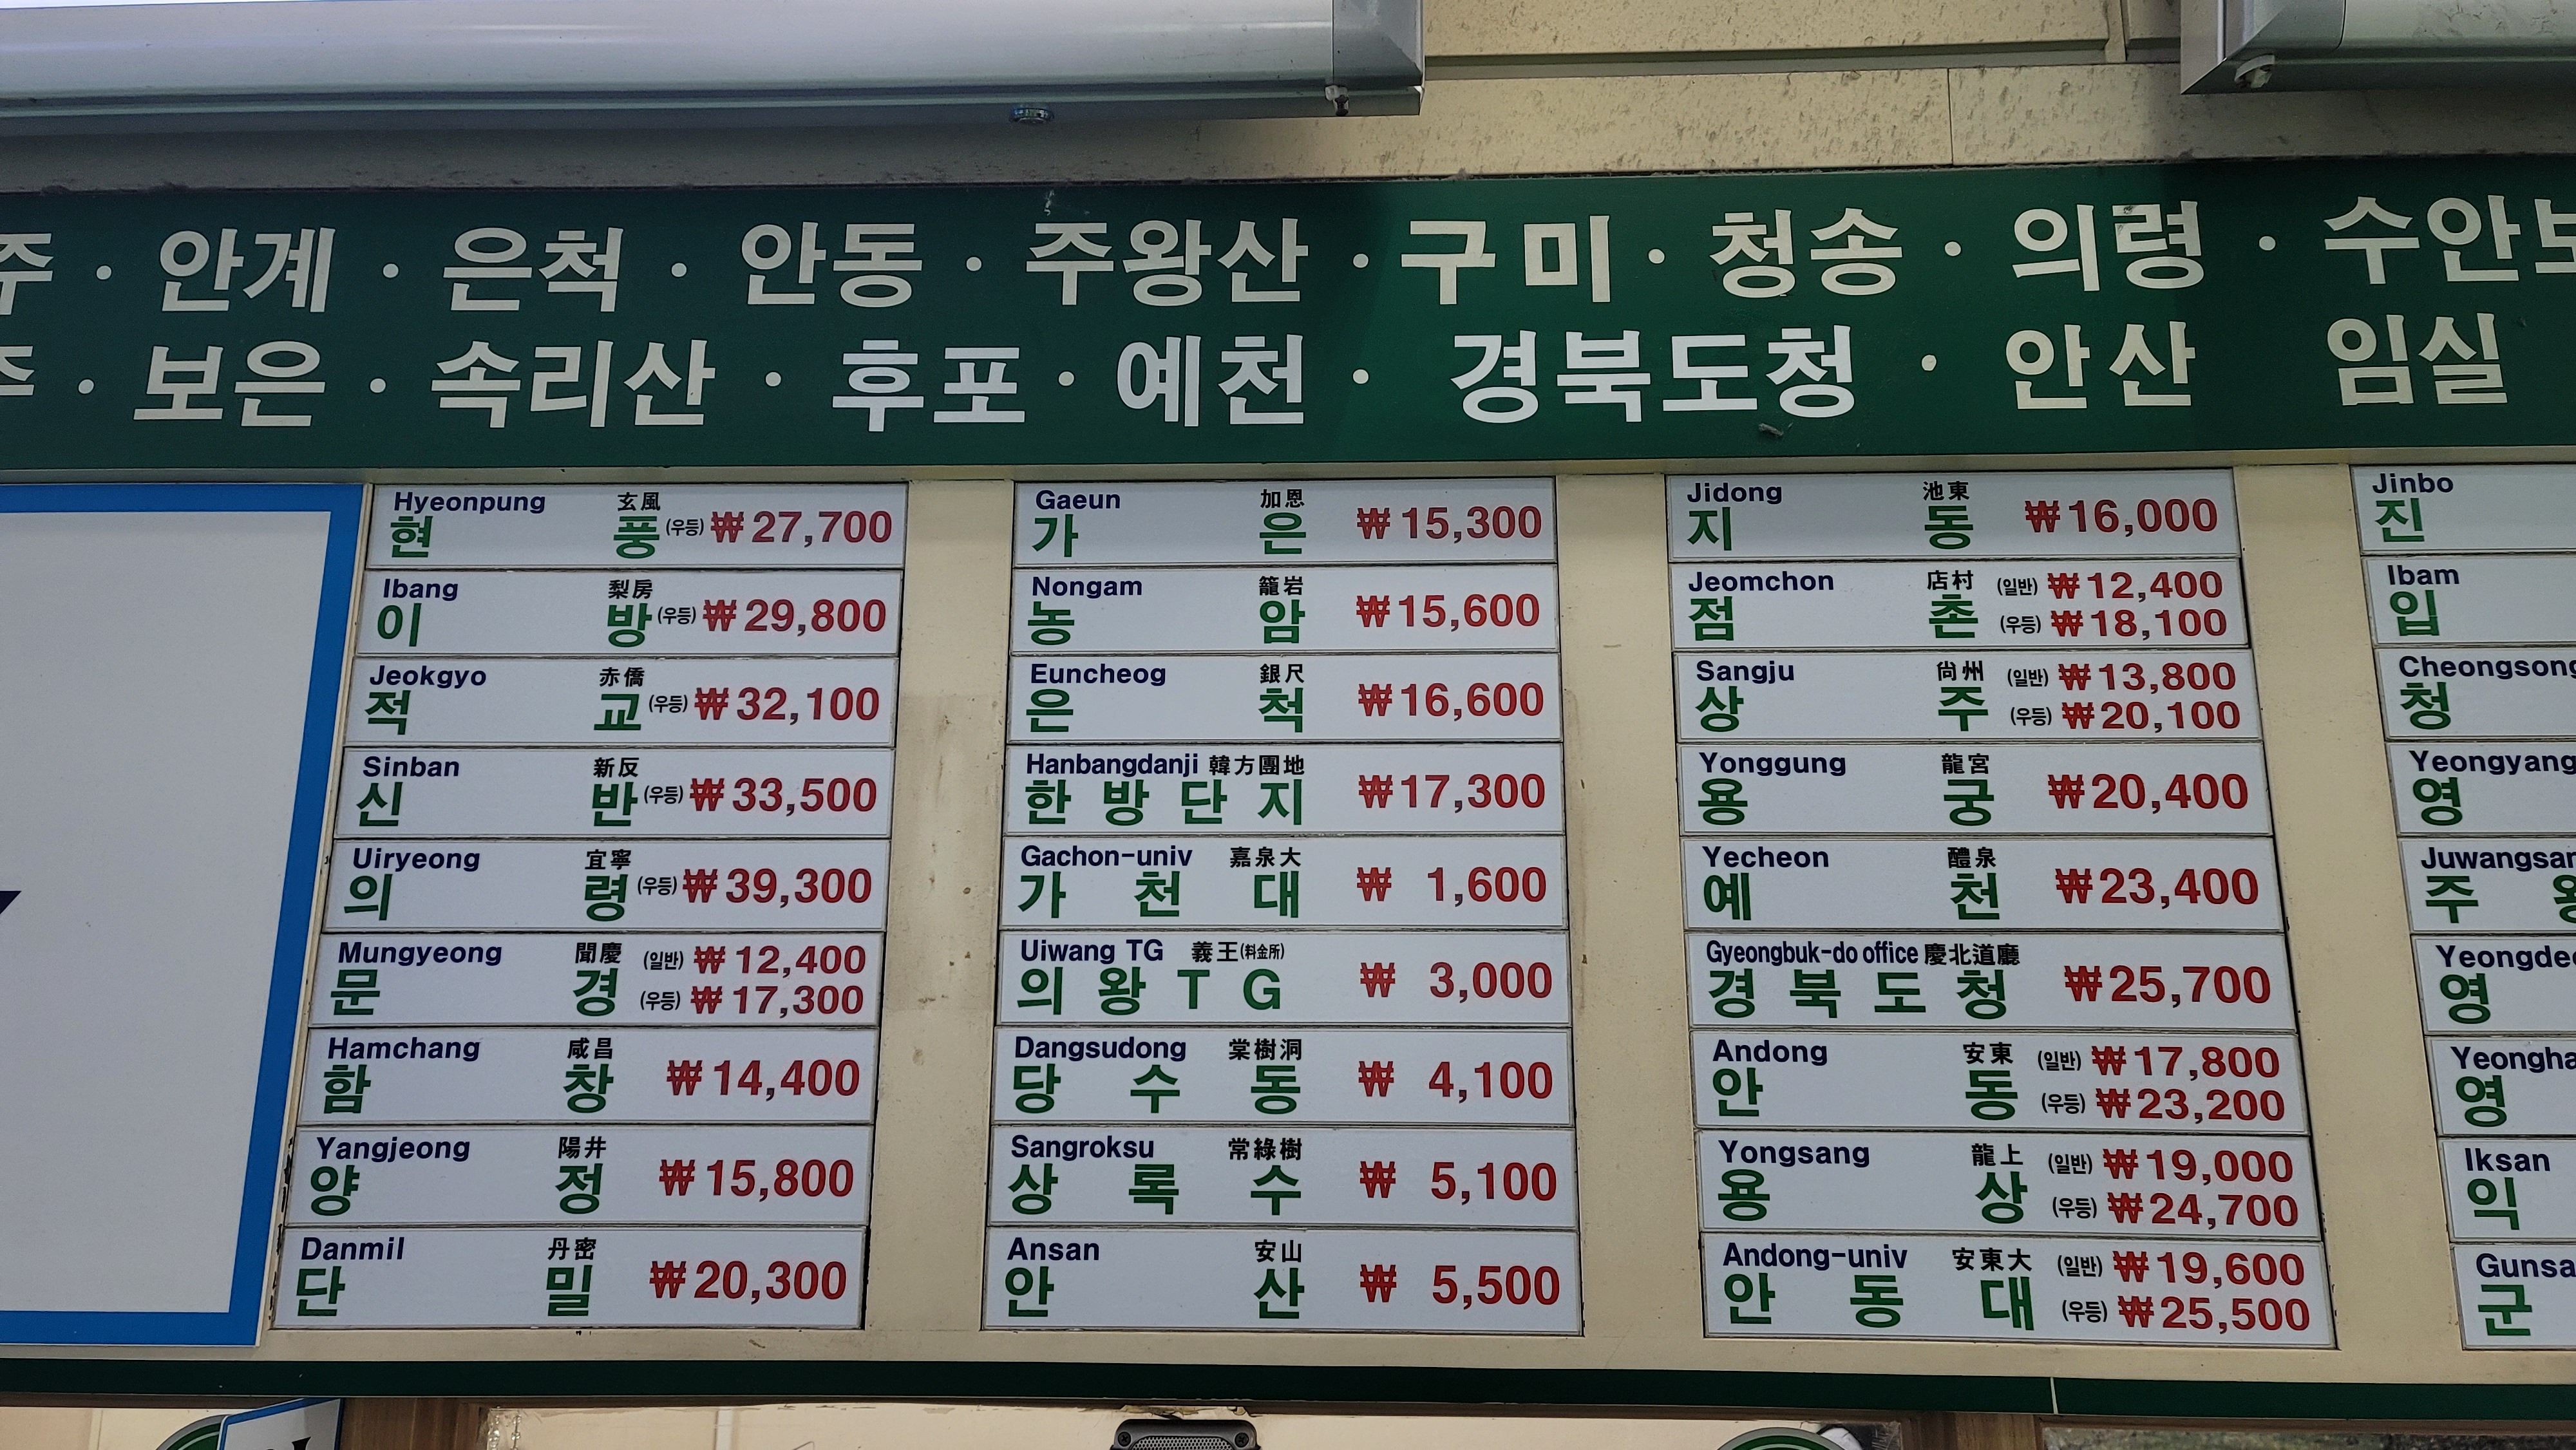 안계 · 은척 · 안동 · 주왕산 · 구미 · 청송 · 의령 ·
보은 · 속리산 · 후포 · 예천 · 경북도청 · 안산 임실
Hyeonpung 玄風
현 풍 (우등) ₩27,700
Ibang 梨房
이 방 (우등) ₩29,800
Jeokgyo 赤僑
적 교 (우등) ₩32,100
Sinban 新反
신 반 (우등) ₩33,500
Uiryeong 宜寧
의 령 (우등) ₩39,300
Mungyeong 聞慶 (일반) ₩12,400
문 경 (우등) ₩17,300
Hamchang 咸昌
함 창 ₩14,400
Yangjeong 陽井
양 정 ₩15,800
Danmil 丹密
단 밀 ₩20,300
Gaeun 加恩
가 은 ₩15,300
Nongam 籠岩
농 암 ₩15,600
Euncheog 銀尺
은 척 ₩16,600
Hanbangdanji 韓方團地
한 방 단 지 ₩17,300
Gachon-univ 嘉泉大
가 천 대 ₩ 1,600
Uiwang TG 義王(料金所)
의 왕 T G ₩ 3,000
Dangsudong 棠樹洞
당 수 동 ₩ 4,100
Sangroksu 常綠樹
상 록 수 ₩ 5,100
Ansan 安山
안 산 ₩ 5,500
Jidong 池東
지 동 ₩16,000
Jeomchon 店村 (일반) ₩12,400
점 촌 (우등) ₩18,100
Sangju 尙州 (일반) ₩13,800
상 주 (우등) ₩20,100
Yonggung 龍宮
용 궁 ₩20,400
Yecheon 醴泉
예 천 ₩23,400
Gyeongbuk-do office 慶北道廳
경 북 도 청 ₩25,700
Andong 安東 (일반) ₩17,800
안 동 (우등) ₩23,200
Yongsang 龍上 (일반) ₩19,000
용 상 (우등) ₩24,700
Andong-univ 安東大 (일반) ₩19,600
안 동 대 (우등) ₩25,500
Jinbo
진
Ibam
입
Cheongsong
청
Yeongyang
영
주
영
영
Iksan
익
군